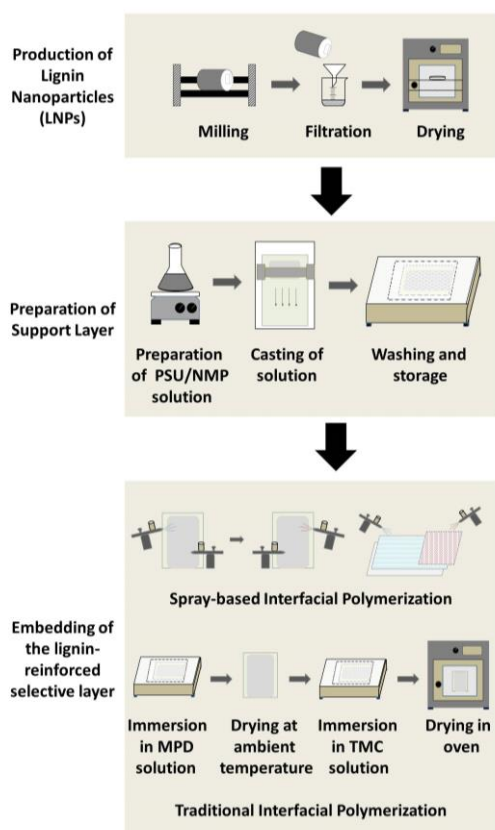 Production of
Lignin
Nanoparticles
(LNPs)
Milling
Filtration
Drying
Preparation of
Support Layer
Preparation
of PSU/NMP
solution
Casting of
solution
Washing and
storage
Embedding of
the lignin-
reinforced
selective layer
Spray-based Interfacial Polymerization
Immersion
in MPD
solution
Drying at
ambient
temperature
Immersion
in TMC
solution
Drying in
oven
Traditional Interfacial Polymerization